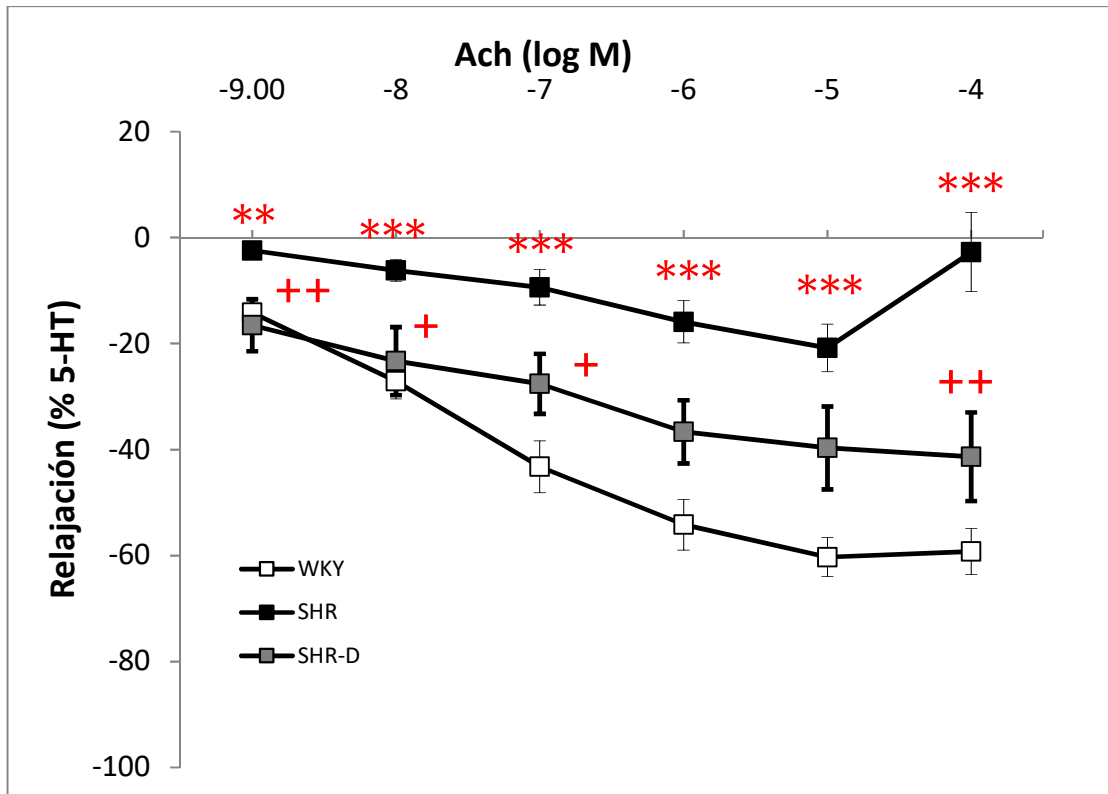 Ach (log M)
-9.00 -8 -7 -6 -5 -4
20
0
-20
-40
-60
-80
-100
Relajación (% 5-HT)
** *** *** *** *** ***
++ + + ++
WKY
SHR
SHR-D